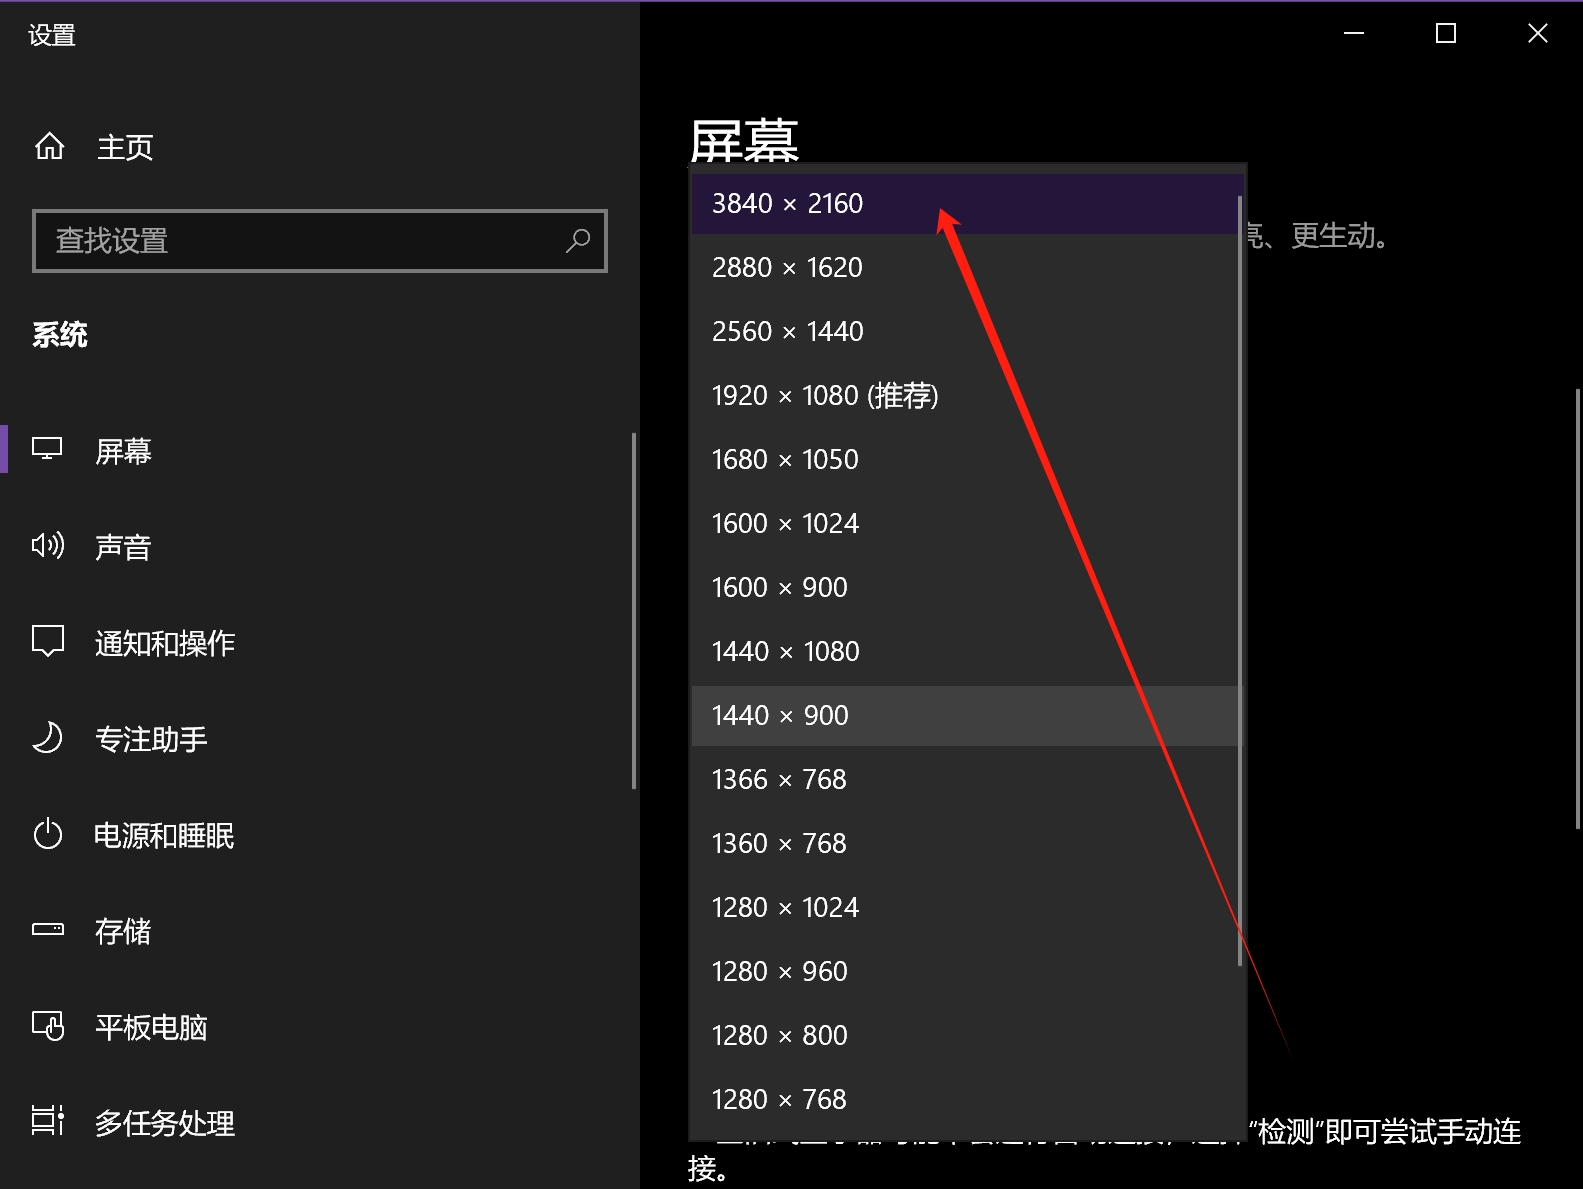 设置
主页
查找设置
系统
屏幕
声音
通知和操作
专注助手
电源和睡眠
存储
平板电脑
多任务处理
屏幕
亮、更生动。
3840 × 2160
2880 × 1620
2560 × 1440
1920 × 1080 (推荐)
1680 × 1050
1600 × 1024
1600 × 900
1440 × 1080
1440 × 900
1366 × 768
1360 × 768
1280 × 1024
1280 × 960
1280 × 800
1280 × 768
“检测”即可尝试手动连
接。